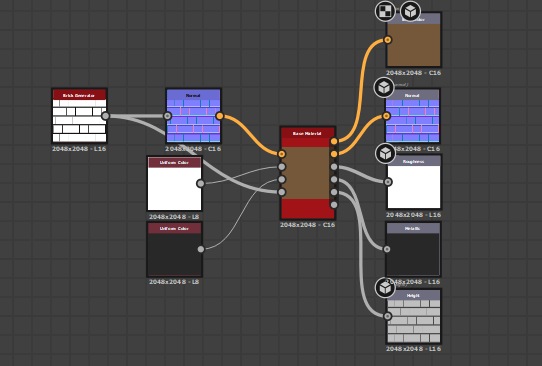 Brick Generator
2048x2048 - L16
Normal
2048x2048 - C16
Uniform Color
2048x2048 - L8
Uniform Color
2048x2048 - L8
Base Material
2048x2048 - C16
2048x2048 - C16
Normal
2048x2048 - C16
Roughness
2048x2048 - L16
Metallic
2048x2048 - L16
Height
2048x2048 - L16